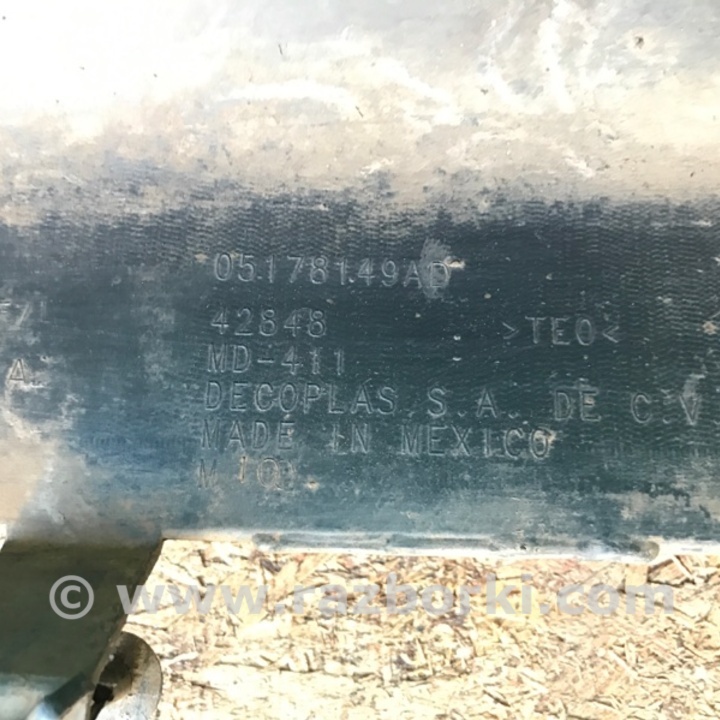 05178149AD
42848 >TEO<
MD-411
A
DECOPLAS S.A. DE C.V
MADE IN MEXICO
© www.razborki.com